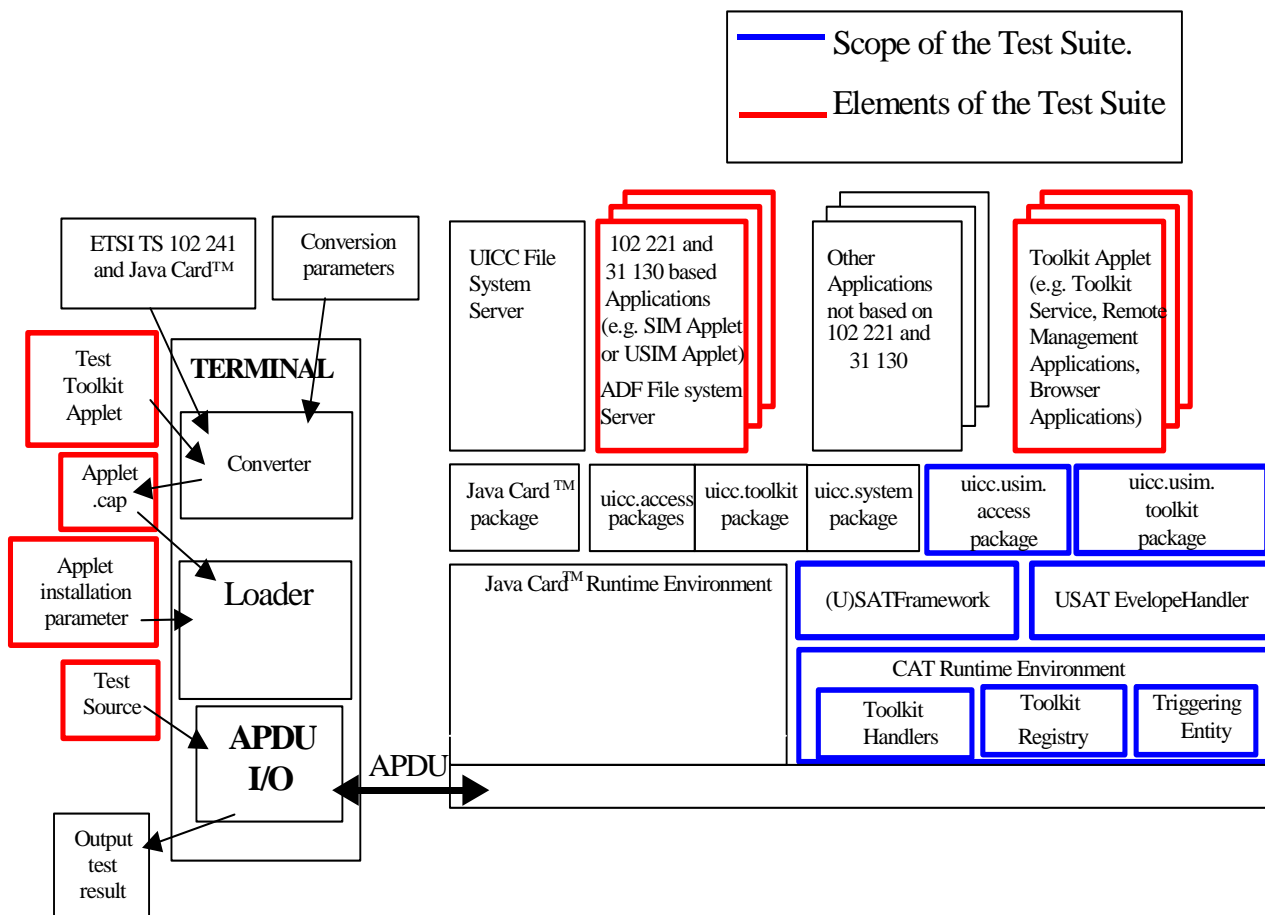 Scope of the Test Suite.
Elements of the Test Suite
ETSI TS 102 241
and Java Card™
Conversion
parameters
UICC File
System
Server
102 221 and
31 130 based
Applications
(e.g. SIM Applet
or USIM Applet)
ADF File system
Server
Other
Applications
not based on
102 221 and
31 130
Toolkit Applet
(e.g. Toolkit
Service, Remote
Management
Applications,
Browser
Applications)
Test
Toolkit
Applet
TERMINAL
Converter
Applet
.cap
Java Card ™
package
uicc.access
packages
uicc.toolkit
package
uicc.system
package
uicc.usim.
access
package
uicc.usim.
toolkit
package
Applet
installation
parameter
Loader
Java Card™ Runtime Environment
(U)SATFramework
USAT EvelopeHandler
CAT Runtime Environment
Toolkit
Handlers
Toolkit
Registry
Triggering
Entity
Test
Source
APDU
I/O
APDU
Output
test
result